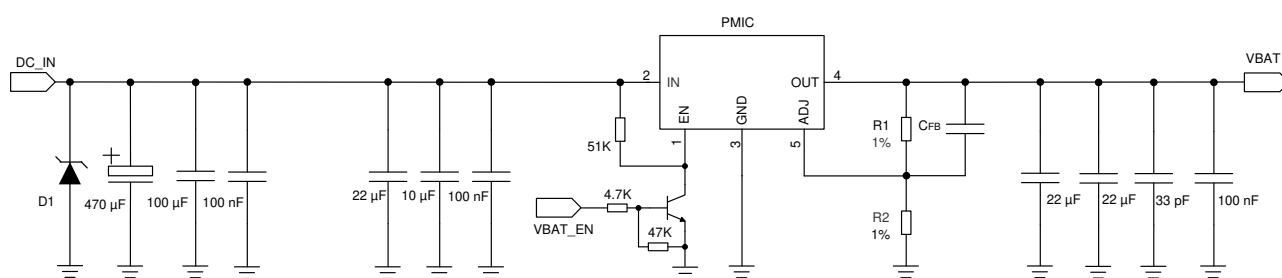 PMIC
DC_IN
VBAT
2
IN
OUT
4
EN
GND
ADJ
1
3
5
51K
R1
1%
CFB
+
D1
470 µF
100 µF
100 nF
22 µF
10 µF
100 nF
4.7K
VBAT_EN
47K
R2
1%
22 µF
22 µF
33 pF
100 nF